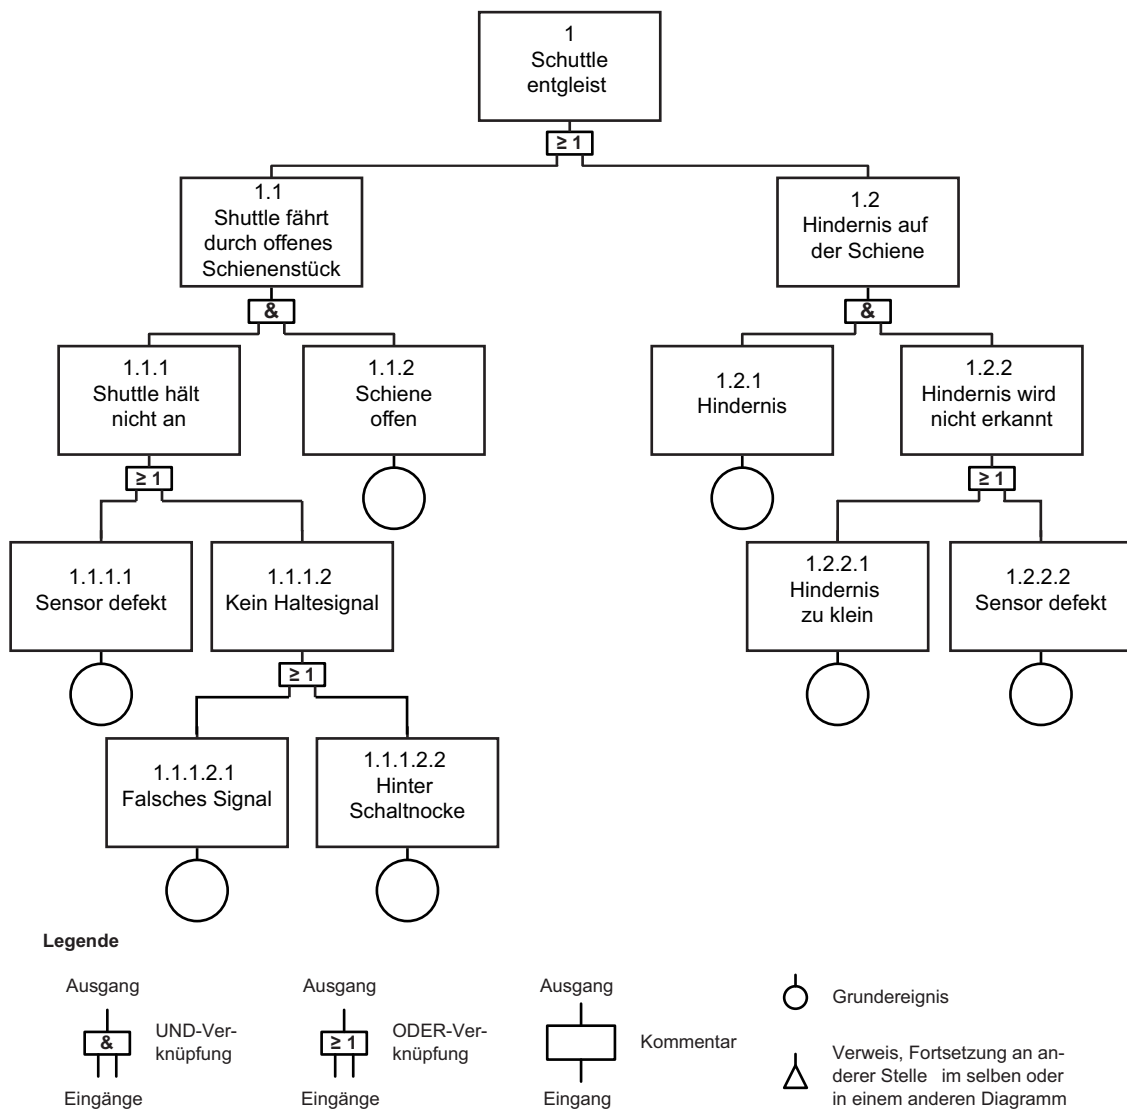 1
Schuttle
entgleist
≥ 1
1.1
Shuttle fährt
durch offenes
Schienenstück
1.2
Hindernis auf
der Schiene
&
&
1.1.1
Shuttle hält
nicht an
1.1.2
Schiene
offen
1.2.1
Hindernis
1.2.2
Hindernis wird
nicht erkannt
≥ 1
≥ 1
1.1.1.1
Sensor defekt
1.1.1.2
Kein Haltesignal
1.2.2.1
Hindernis
zu klein
1.2.2.2
Sensor defekt
≥ 1
1.1.1.2.1
Falsches Signal
1.1.1.2.2
Hinter
Schaltnocke
Legende
Ausgang
&
Eingänge
UND-Ver-
knüpfung
Ausgang
≥ 1
Eingänge
ODER-Ver-
knüpfung
Ausgang
Eingang
Kommentar
Grundereignis
Verweis, Fortsetzung an an-
derer Stelle im selben oder
in einem anderen Diagramm